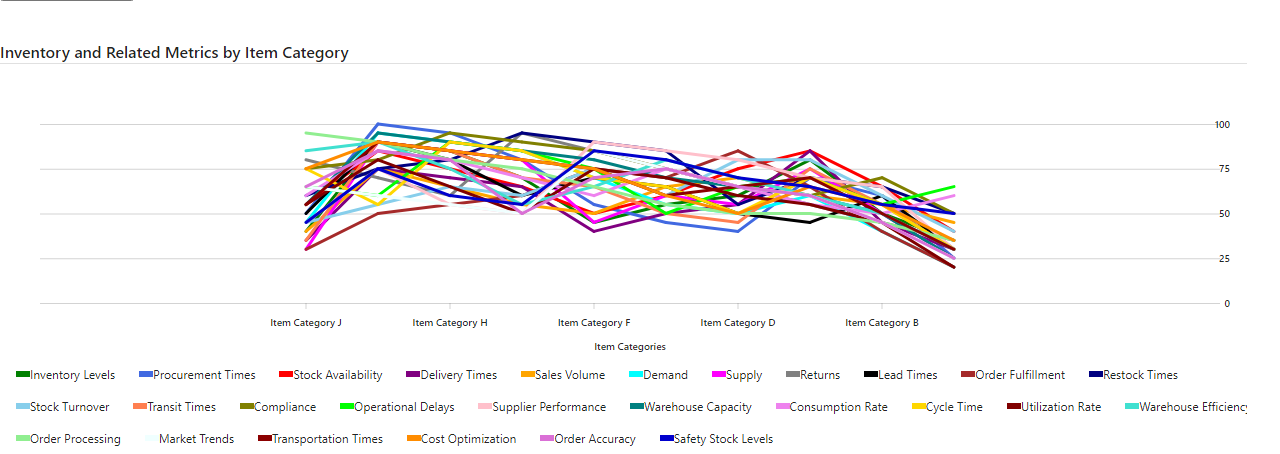 Inventory and Related Metrics by Item Category
100
75
50
25
0
Item Category J Item Category H Item Category F Item Category D Item Category B
Item Categories
Inventory Levels Procurement Times Stock Availability Delivery Times Sales Volume Demand Supply Returns Lead Times Order Fulfillment Restock Times
Stock Turnover Transit Times Compliance Operational Delays Supplier Performance Warehouse Capacity Consumption Rate Cycle Time Utilization Rate Warehouse Efficiency
Order Processing Market Trends Transportation Times Cost Optimization Order Accuracy Safety Stock Levels